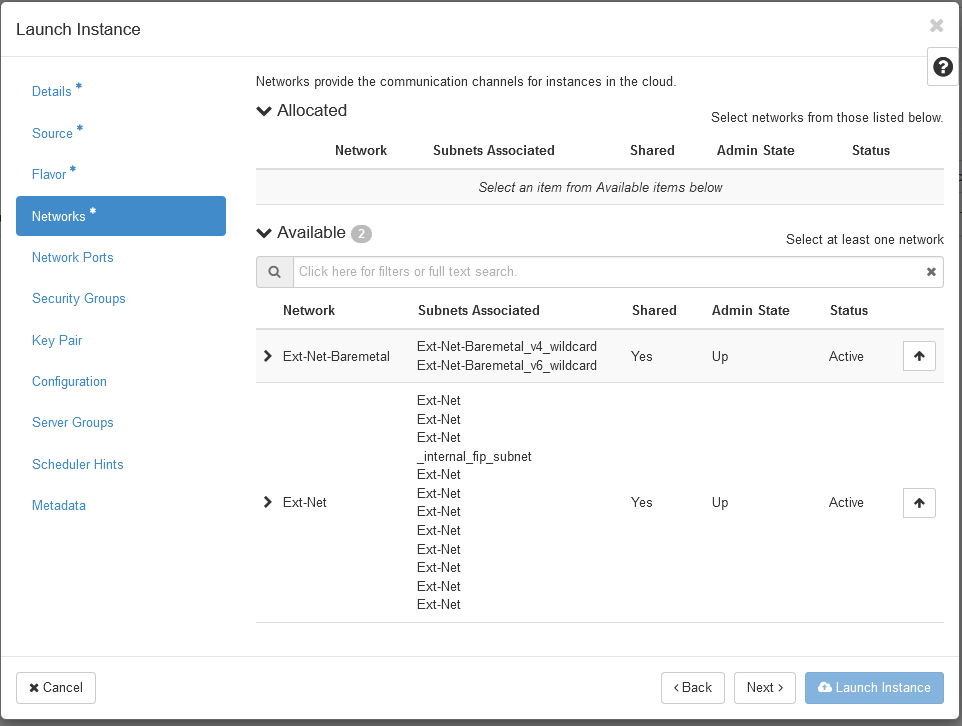 Launch Instance
Details *
Source *
Flavor *
Networks *
Network Ports
Security Groups
Key Pair
Configuration
Server Groups
Scheduler Hints
Metadata
Networks provide the communication channels for instances in the cloud.
Allocated
Select networks from those listed below.
Network Subnets Associated Shared Admin State Status
Select an item from Available items below
Available 2
Select at least one network
Click here for filters or full text search.
Network Subnets Associated Shared Admin State Status
Ext-Net-Baremetal
Ext-Net-Baremetal_v4_wildcard
Ext-Net-Baremetal_v6_wildcard
Yes Up Active
Ext-Net
Ext-Net
Ext-Net
Ext-Net
_internal_fip_subnet
Ext-Net
Ext-Net
Ext-Net
Ext-Net
Ext-Net
Ext-Net
Ext-Net
Ext-Net
Yes Up Active
Cancel
Back
Next
Launch Instance